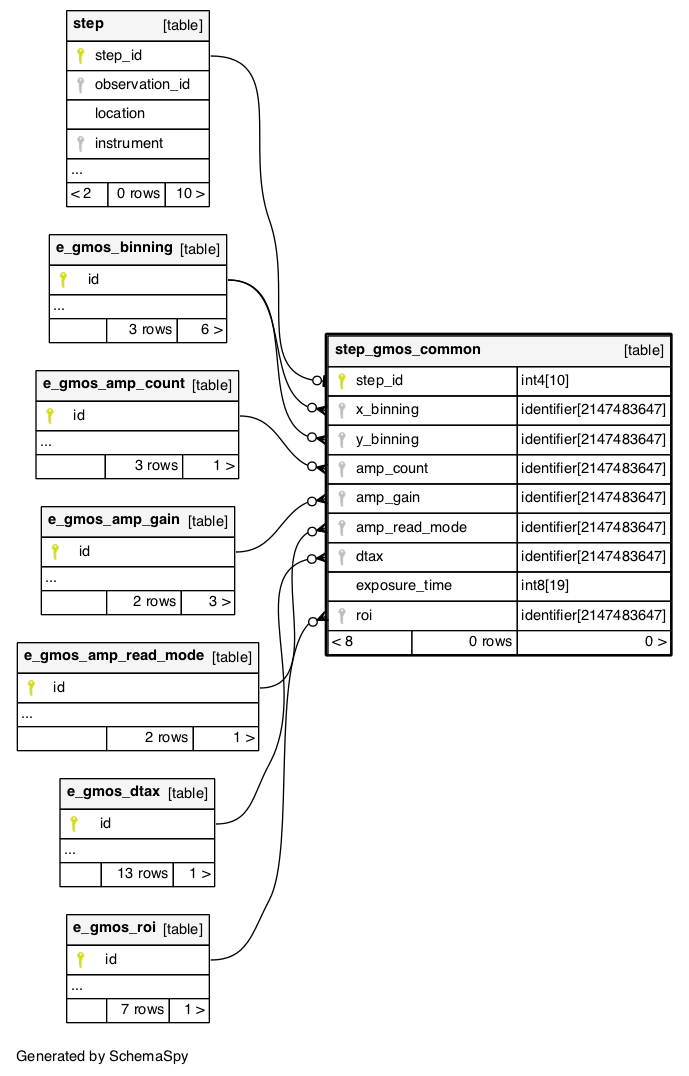 step [table]
step_id
observation_id
location
instrument
...
< 2 0 rows 10 >
e_gmos_binning [table]
id
...
3 rows 6 >
e_gmos_amp_count [table]
id
...
3 rows 1 >
e_gmos_amp_gain [table]
id
...
2 rows 3 >
e_gmos_amp_read_mode [table]
id
...
2 rows 1 >
e_gmos_dtax [table]
id
...
13 rows 1 >
e_gmos_roi [table]
id
...
7 rows 1 >
step_gmos_common [table]
step_id int4[10]
x_binning identifier[2147483647]
y_binning identifier[2147483647]
amp_count identifier[2147483647]
amp_gain identifier[2147483647]
amp_read_mode identifier[2147483647]
dtax identifier[2147483647]
exposure_time int8[19]
roi identifier[2147483647]
< 8 0 rows 0 >
Generated by SchemaSpy